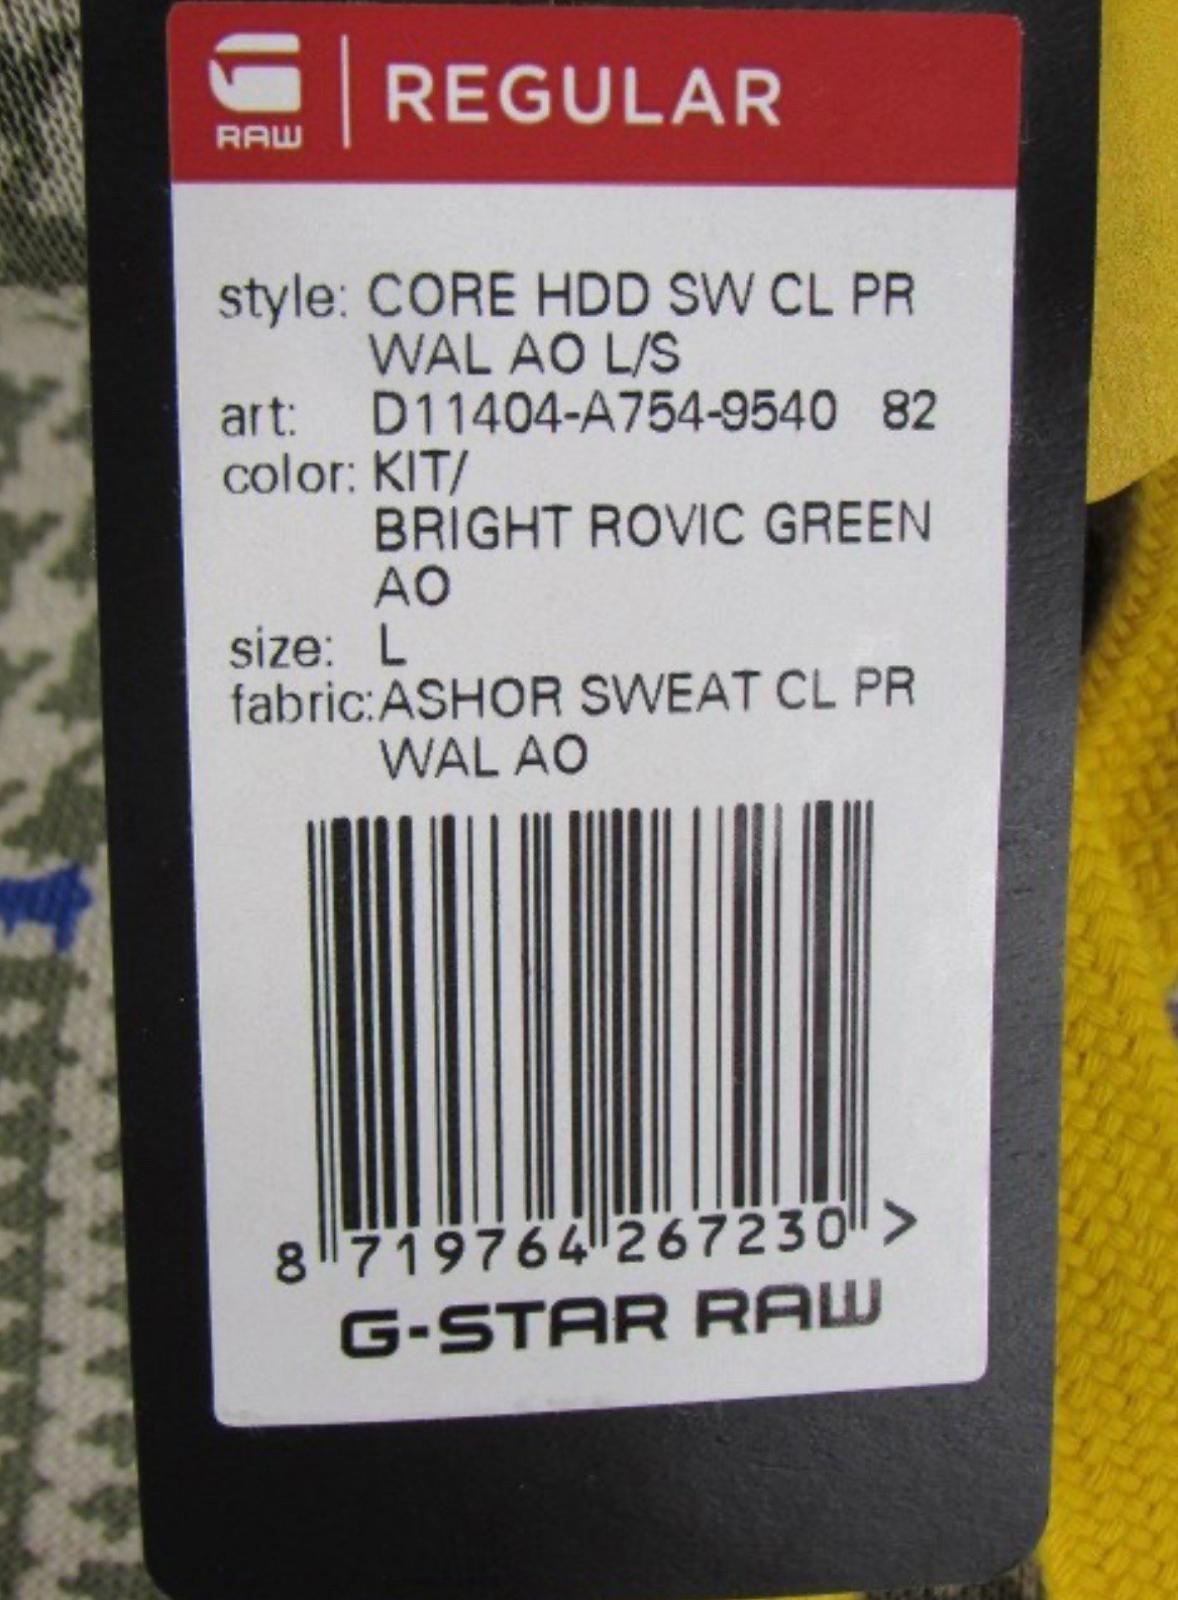 RAW REGULAR
style: CORE HDD SW CL PR
WAL AO L/S
art: D11404-A754-9540 82
color: KIT/
BRIGHT ROVIC GREEN
AO
size: L
fabric: ASHOR SWEAT CL PR
WAL AO
8 719764 267230 >
G-STAR RAW